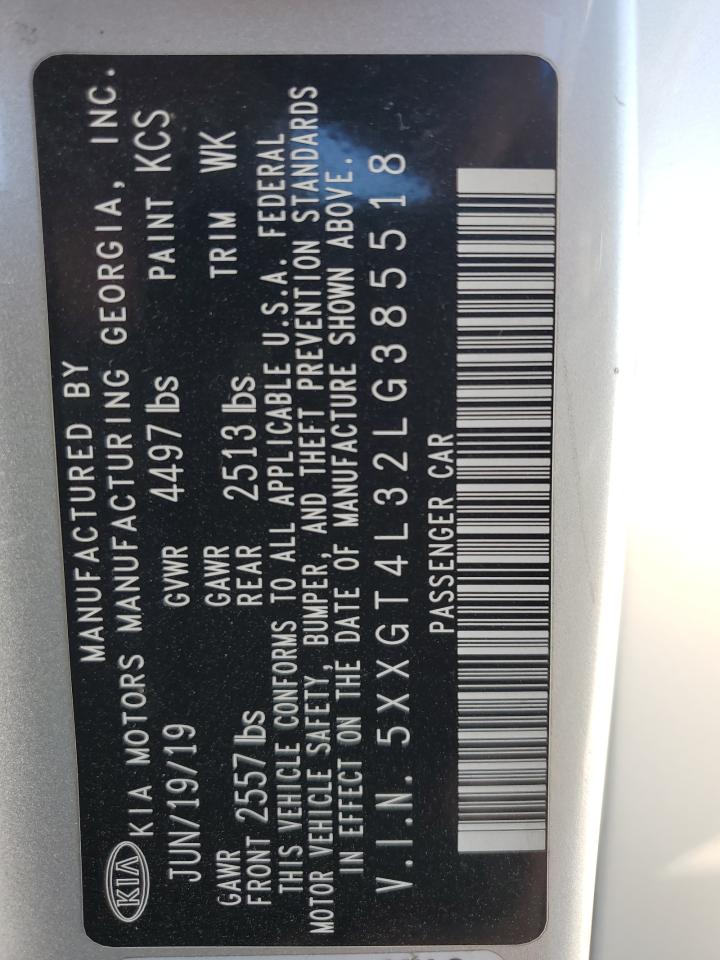 MANUFACTURED BY
KIA KIA MOTORS MANUFACTURING GEORGIA, INC.
JUN/19/19 GVWR 4497 lbs PAINT KCS
GAWR FRONT 2557 lbs GAWR REAR 2513 lbs TRIM WK
THIS VEHICLE CONFORMS TO ALL APPLICABLE U.S.A. FEDERAL
MOTOR VEHICLE SAFETY, BUMPER, AND THEFT PREVENTION STANDARDS
IN EFFECT ON THE DATE OF MANUFACTURE SHOWN ABOVE.
V.I.N. 5XXGT4L32LG385518
PASSENGER CAR